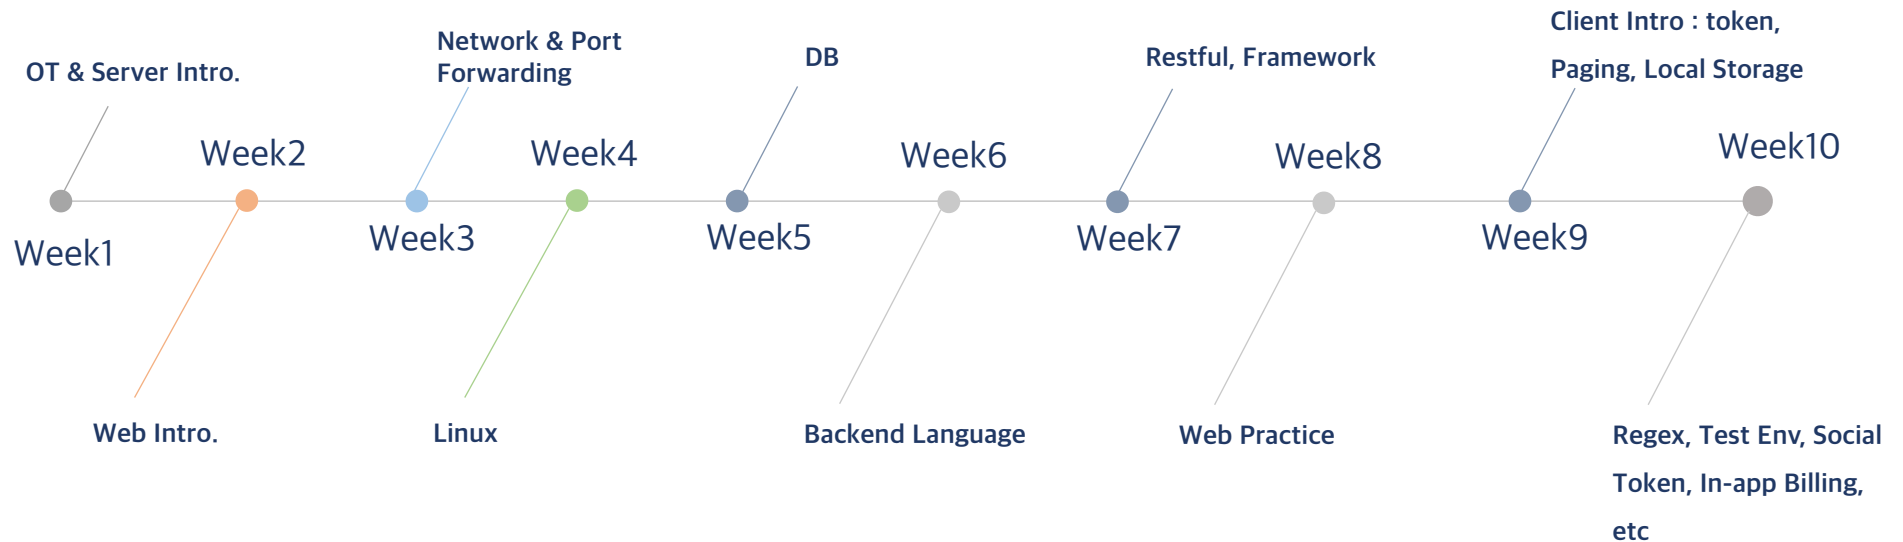 OT & Server Intro.
Week1
Week2
Web Intro.
Network & Port
Forwarding
Week3
Week4
Linux
DB
Week5
Week6
Backend Language
Restful, Framework
Week7
Week8
Web Practice
Client Intro : token,
Paging, Local Storage
Week9
Week10
Regex, Test Env, Social
Token, In-app Billing,
etc